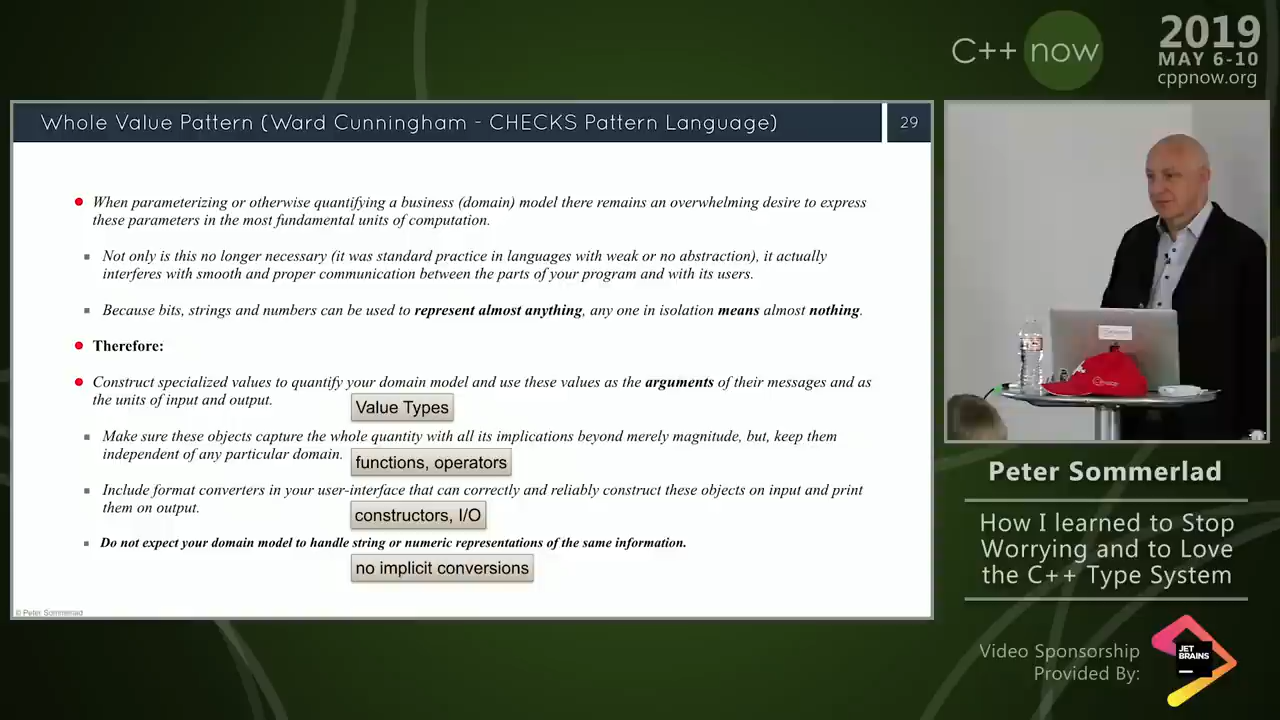 C++ now
2019
MAY 6-10
cppnow.org
Whole Value Pattern (Ward Cunningham - CHECKS Pattern Language)
29
When parameterizing or otherwise quantifying a business (domain) model there remains an overwhelming desire to express
these parameters in the most fundamental units of computation.
Not only is this no longer necessary (it was standard practice in languages with weak or no abstraction), it actually
interferes with smooth and proper communication between the parts of your program and with its users.
Because bits, strings and numbers can be used to represent almost anything, any one in isolation means almost nothing.
Therefore:
Construct specialized values to quantify your domain model and use these values as the arguments of their messages and as
the units of input and output.
Value Types
Make sure these objects capture the whole quantity with all its implications beyond merely magnitude, but, keep them
independent of any particular domain.
functions, operators
Include format converters in your user-interface that can correctly and reliably construct these objects on input and print
them on output.
constructors, I/O
Do not expect your domain model to handle string or numeric representations of the same information.
no implicit conversions
© Peter Sommerlad
Peter Sommerlad
How I learned to Stop
Worrying and to Love
the C++ Type System
Video Sponsorship
Provided By:
JET
BRAINS